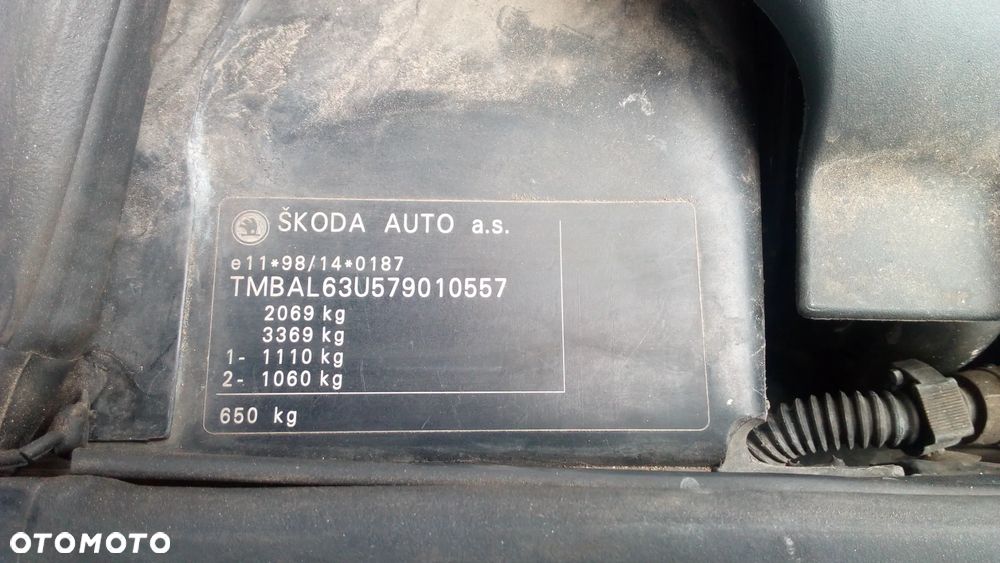 ŠKODA AUTO a.s.
e11*98/14*0187
TMBAL63U579010557
2069 kg
3369 kg
1- 1110 kg
2- 1060 kg
650 kg
OTOMOTO